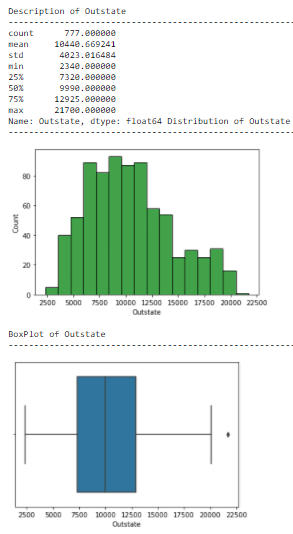 Description of Outstate
--------------------------------------------------------------
count 777.000000
mean 10440.669241
std 4023.016484
min 2340.000000
25% 7320.000000
50% 9990.000000
75% 12925.000000
max 21700.000000
Name: Outstate, dtype: float64 Distribution of Outstate
--------------------------------------------------------------
80
60
40
20
0
Count
2500 5000 7500 10000 12500 15000 17500 20000 22500
Outstate
BoxPlot of Outstate
--------------------------------------------------------------
2500 5000 7500 10000 12500 15000 17500 20000 22500
Outstate